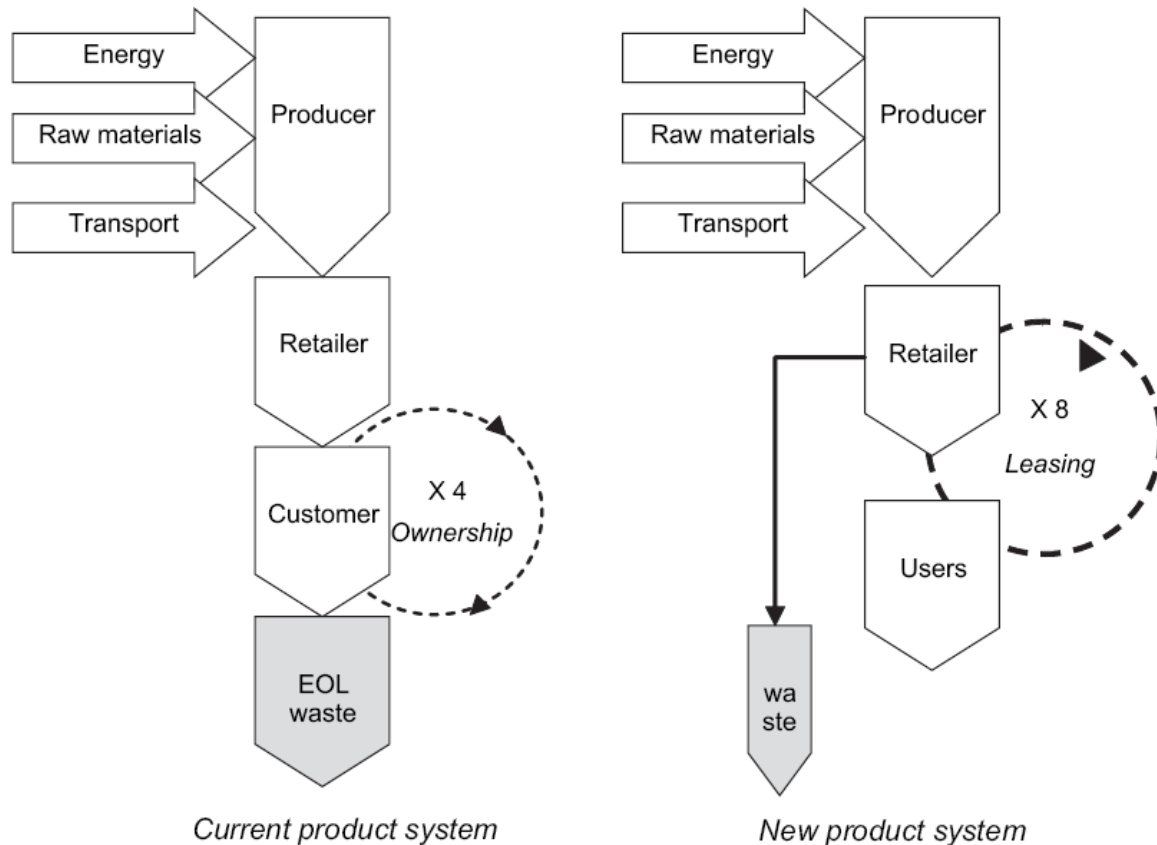 Energy
Raw materials
Transport
Producer
Retailer
Customer
X 4
Ownership
EOL
waste
Current product system
Energy
Raw materials
Transport
Producer
Retailer
X 8
Leasing
Users
wa
ste
New product system